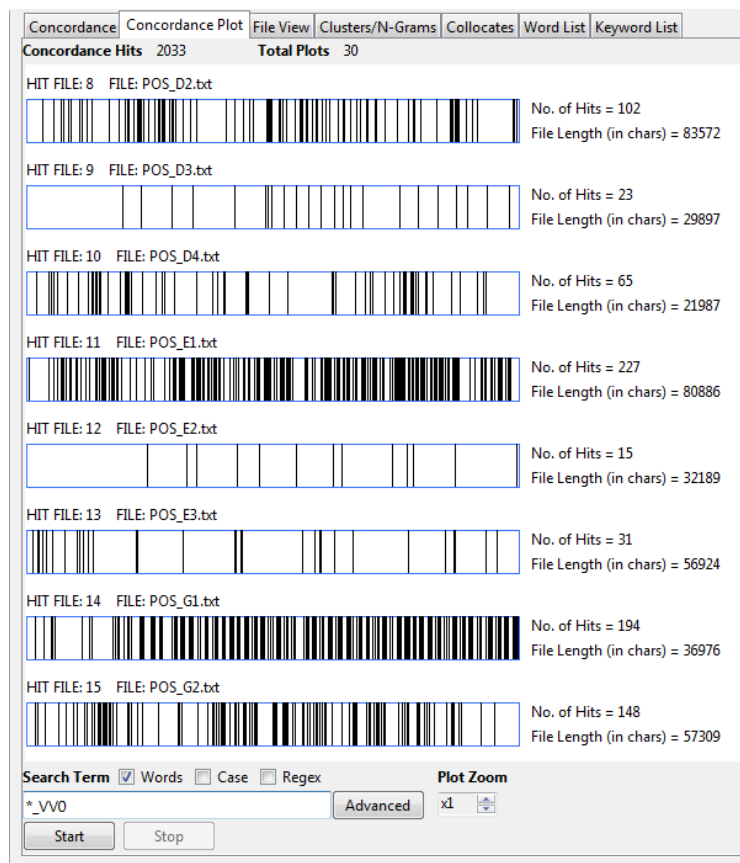 Concordance Concordance Plot File View Clusters/N-Grams Collocates Word List Keyword List
Concordance Hits 2033 Total Plots 30
HIT FILE: 8 FILE: POS_D2.txt
No. of Hits = 102
File Length (in chars) = 83572
HIT FILE: 9 FILE: POS_D3.txt
No. of Hits = 23
File Length (in chars) = 29897
HIT FILE: 10 FILE: POS_D4.txt
No. of Hits = 65
File Length (in chars) = 21987
HIT FILE: 11 FILE: POS_E1.txt
No. of Hits = 227
File Length (in chars) = 80886
HIT FILE: 12 FILE: POS_E2.txt
No. of Hits = 15
File Length (in chars) = 32189
HIT FILE: 13 FILE: POS_E3.txt
No. of Hits = 31
File Length (in chars) = 56924
HIT FILE: 14 FILE: POS_G1.txt
No. of Hits = 194
File Length (in chars) = 36976
HIT FILE: 15 FILE: POS_G2.txt
No. of Hits = 148
File Length (in chars) = 57309
Search Term Words Case Regex Plot Zoom
*_VV0 Advanced x1
Start Stop